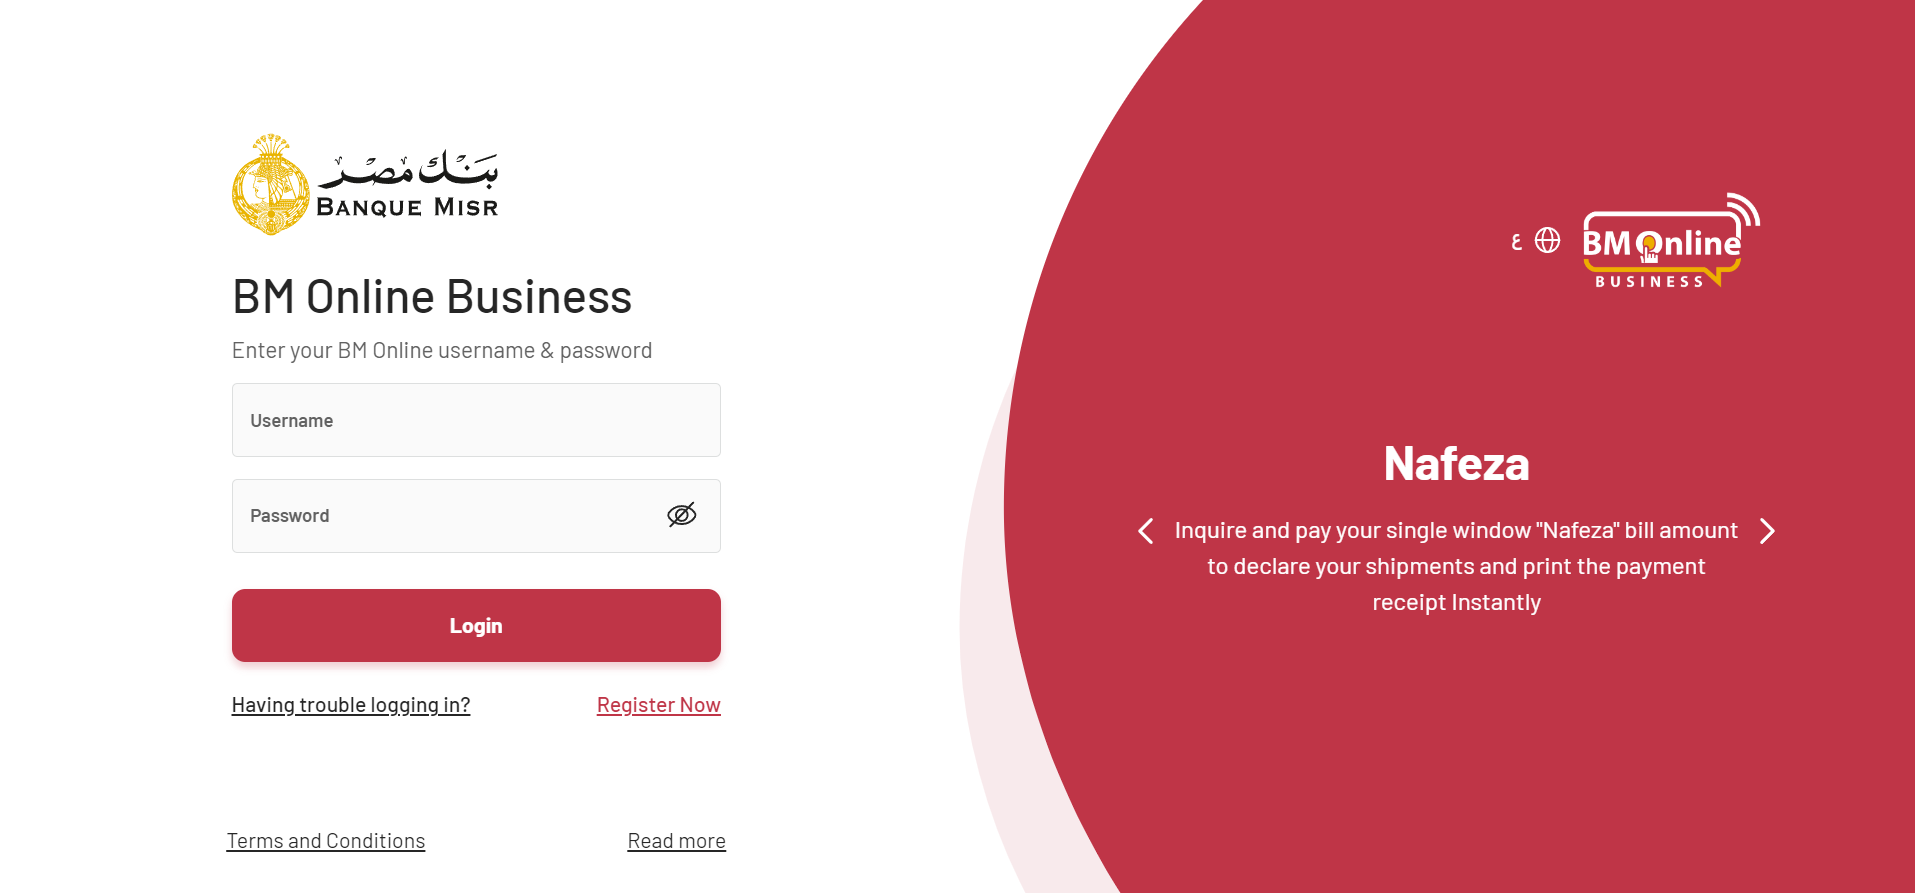 بنك مصر
BANQUE MISR
BM Online Business
Enter your BM Online username & password
Username
Password
Login
Having trouble logging in?
Register Now
Terms and Conditions
Read more
ع
BM Online
BUSINESS
Nafeza
Inquire and pay your single window "Nafeza" bill amount
to declare your shipments and print the payment
receipt Instantly